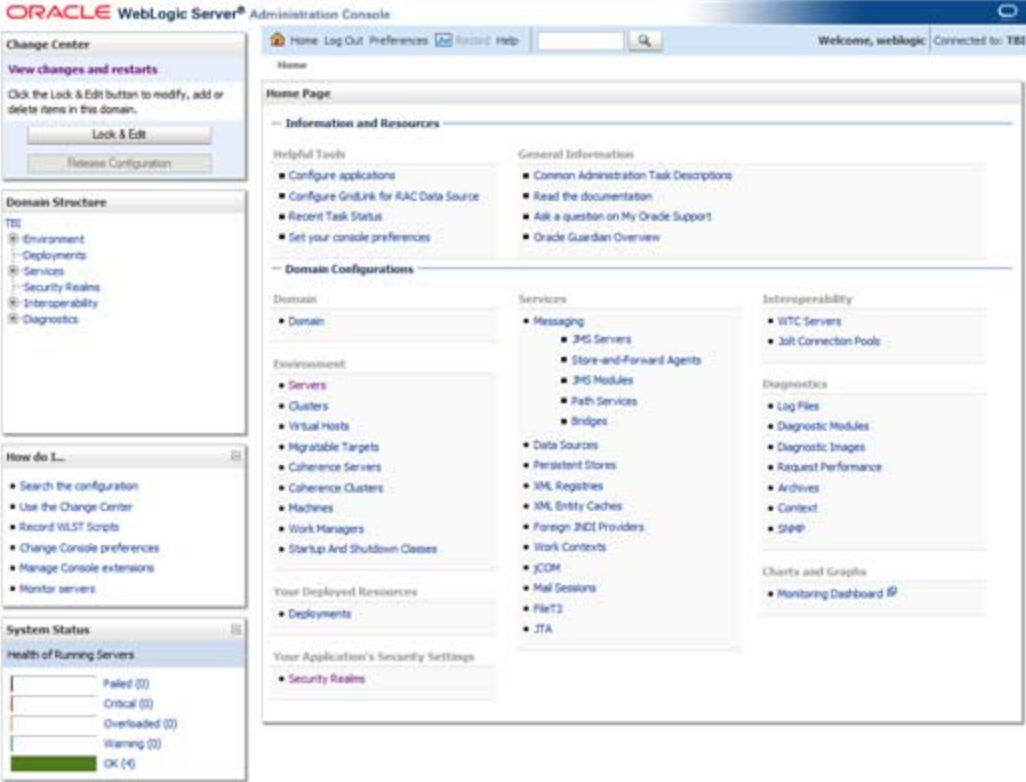 ORACLE WebLogic Server® Administration Console
Change Center
View changes and restarts
Click the Lock & Edit button to modify, add or
delete items in this domain.
Lock & Edit
Release Configuration
Domain Structure
TBI
Environment
Deployments
Services
Security Realms
Interoperability
Diagnostics
How do I...
Search the configuration
Use the Change Center
Record WLST Scripts
Change Console preferences
Manage Console extensions
Monitor servers
System Status
Health of Running Servers
Failed (0)
Critical (0)
Overloaded (0)
Warning (0)
OK (4)
Home Log Out Preferences Record Help
Welcome, weblogic Connected to: TBI
Home
Home Page
Information and Resources
Helpful Tools
Configure applications
Configure GridLink for RAC Data Source
Recent Task Status
Set your console preferences
General Information
Common Administration Task Descriptions
Read the documentation
Ask a question on My Oracle Support
Oracle Guardian Overview
Domain Configurations
Domain
Domain
Environment
Servers
Clusters
Virtual Hosts
Migratable Targets
Coherence Servers
Coherence Clusters
Machines
Work Managers
Startup And Shutdown Classes
Your Deployed Resources
Deployments
Your Application's Security Settings
Security Realms
Services
Messaging
JMS Servers
Store-and-Forward Agents
JMS Modules
Path Services
Bridges
Data Sources
Persistent Stores
XML Registries
XML Entity Caches
Foreign JNDI Providers
Work Contexts
jCOM
Mail Sessions
FileT3
JTA
Interoperability
WTC Servers
Jolt Connection Pools
Diagnostics
Log Files
Diagnostic Modules
Diagnostic Images
Request Performance
Archives
Context
SNMP
Charts and Graphs
Monitoring Dashboard